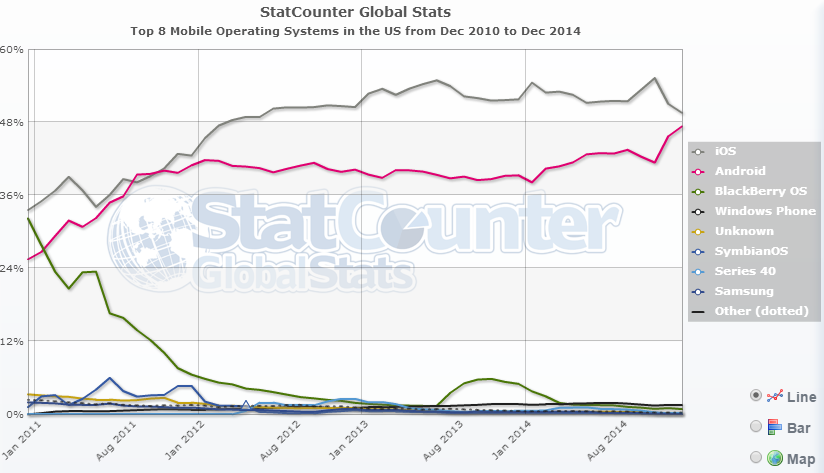 StatCounter Global Stats
Top 8 Mobile Operating Systems in the US from Dec 2010 to Dec 2014
60%
48%
36%
24%
12%
0%
StatCounter
GlobalStats
iOS
Android
BlackBerry OS
Windows Phone
Unknown
SymbianOS
Series 40
Samsung
Other (dotted)
Jan 2011
Aug 2011
Jan 2012
Aug 2012
Jan 2013
Aug 2013
Jan 2014
Aug 2014
Line
Bar
Map